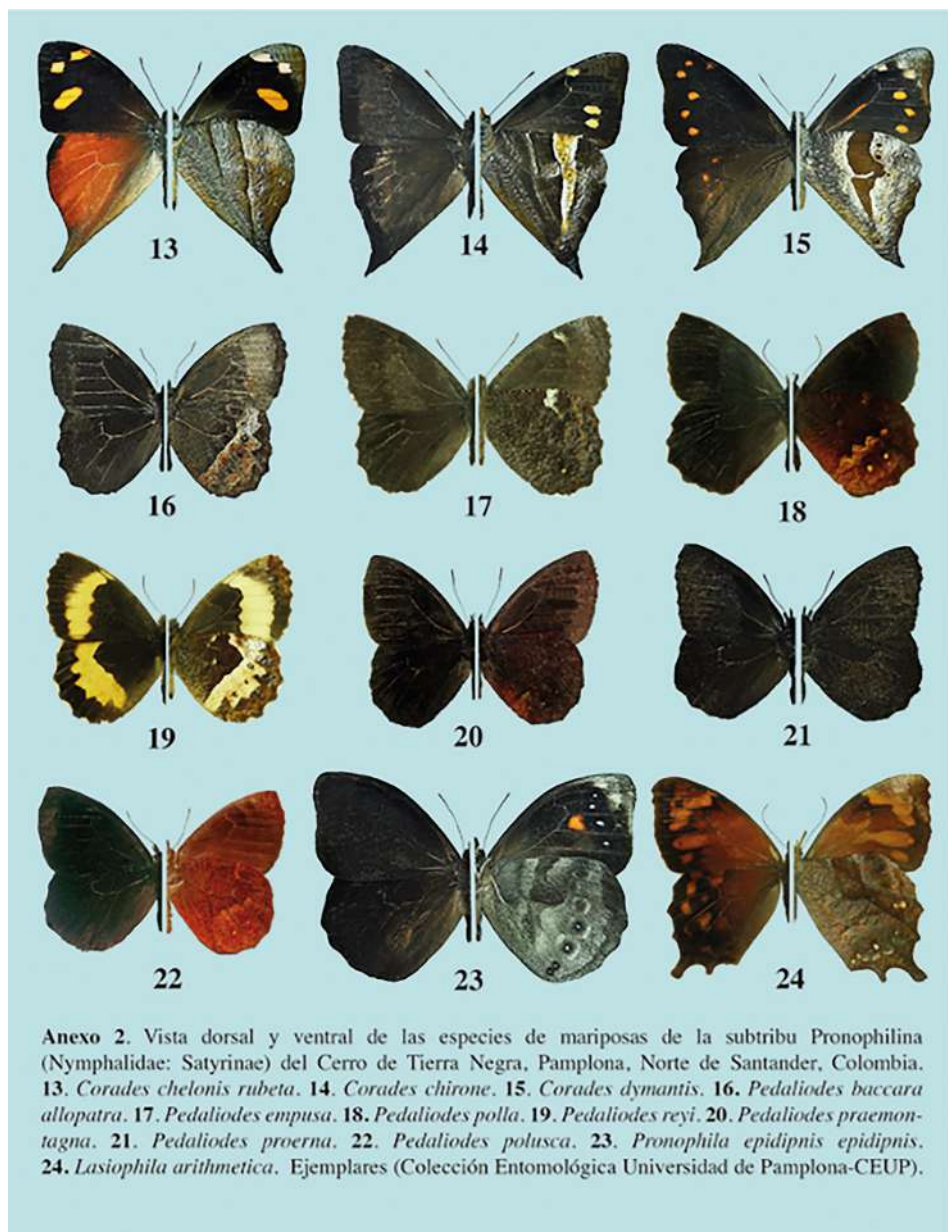 13
14
15
16
17
18
19
20
21
22
23
24
Anexo 2. Vista dorsal y ventral de las especies de mariposas de la subtribu Pronophilina
(Nymphalidae: Satyrinae) del Cerro de Tierra Negra, Pamplona, Norte de Santander, Colombia.
13. Corades chelonis rubeta. 14. Corades chirone. 15. Corades dymantis. 16. Pedaliodes baccara
allopatra. 17. Pedaliodes empusa. 18. Pedaliodes polla. 19. Pedaliodes reyi. 20. Pedaliodes praemon-
tagna. 21. Pedaliodes proerna. 22. Pedaliodes polusca. 23. Pronophila epidipnis epidipnis.
24. Lasiophila arithmetica. Ejemplares (Colección Entomológica Universidad de Pamplona-CEUP).